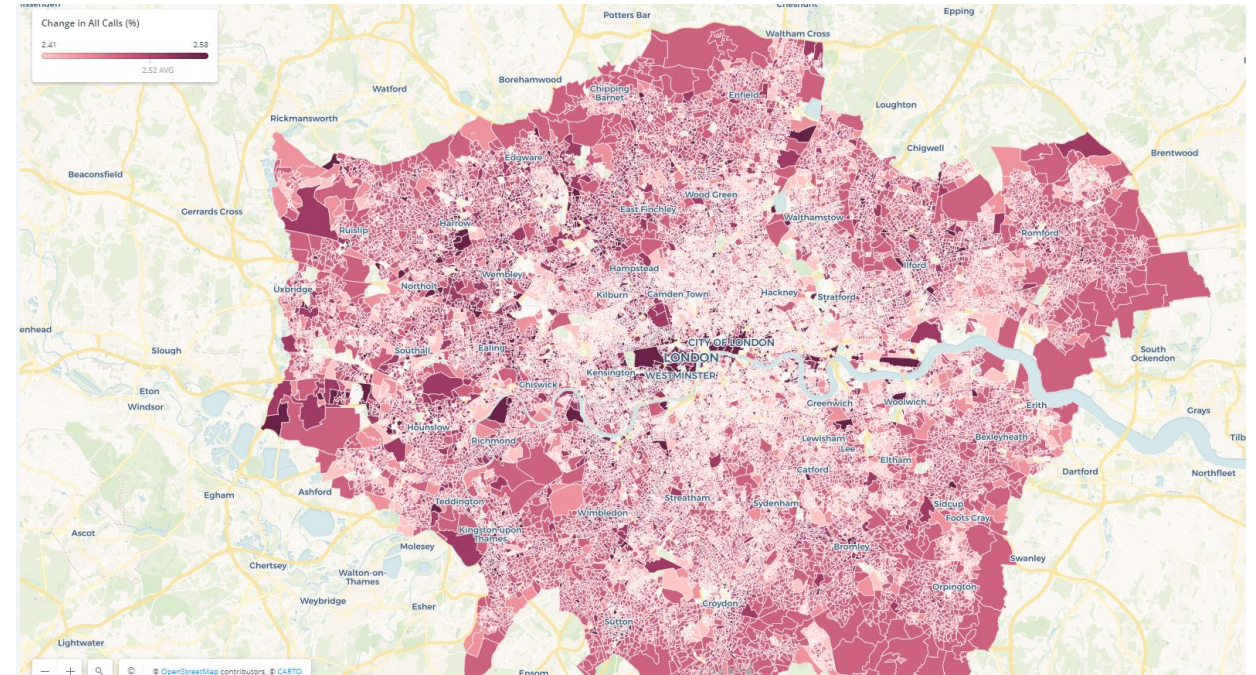 Change in All Calls (%)
2.41 2.58
2.52 AVG
Potters Bar
Cheshunt
Epping
Waltham Cross
Borehamwood
Watford
Chipping
Barnet
Enfield
Loughton
Rickmansworth
Chigwell
Brentwood
Edgware
Beaconsfield
Wood Green
Gerrards Cross
East Finchley
Walthamstow
Harrow
Ruislip
Romford
Ilford
Hampstead
Wembley
Northolt
Uxbridge
Kilburn
Camden Town
Hackney
Stratford
enhead
CITY OF LONDON
Slough
Southall
Ealing
LONDON
South
Ockendon
Kensington
WESTMINSTER
Chiswick
Eton
Windsor
Greenwich
Woolwich
Erith
Grays
Hounslow
Richmond
Lewisham
Lee
Bexleyheath
Tilb
Eltham
Catford
Dartford
Northfleet
Egham
Ashford
Teddington
Streatham
Sydenham
Sidcup
Wimbledon
Foots Cray
Ascot
Kingston upon
Thames
Molesey
Bromley
Swanley
Chertsey
Walton-on-
Thames
Orpington
Weybridge
Esher
Croydon
Sutton
Lightwater
Epsom
© OpenStreetMap contributors, © CARTO